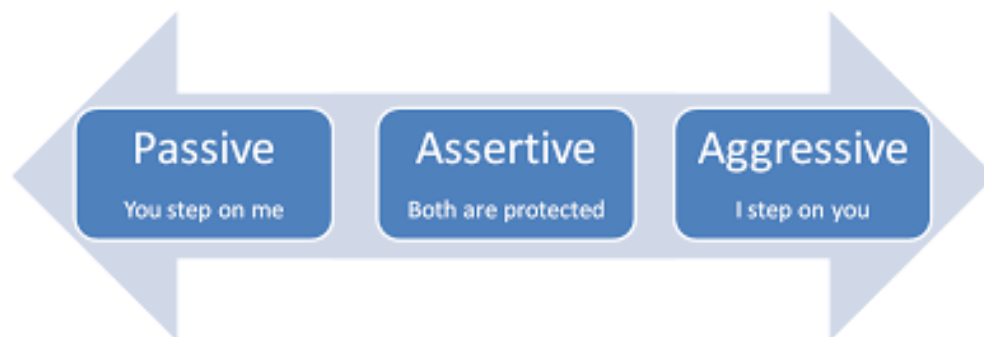 Passive
You step on me
Assertive
Both are protected
Aggressive
I step on you